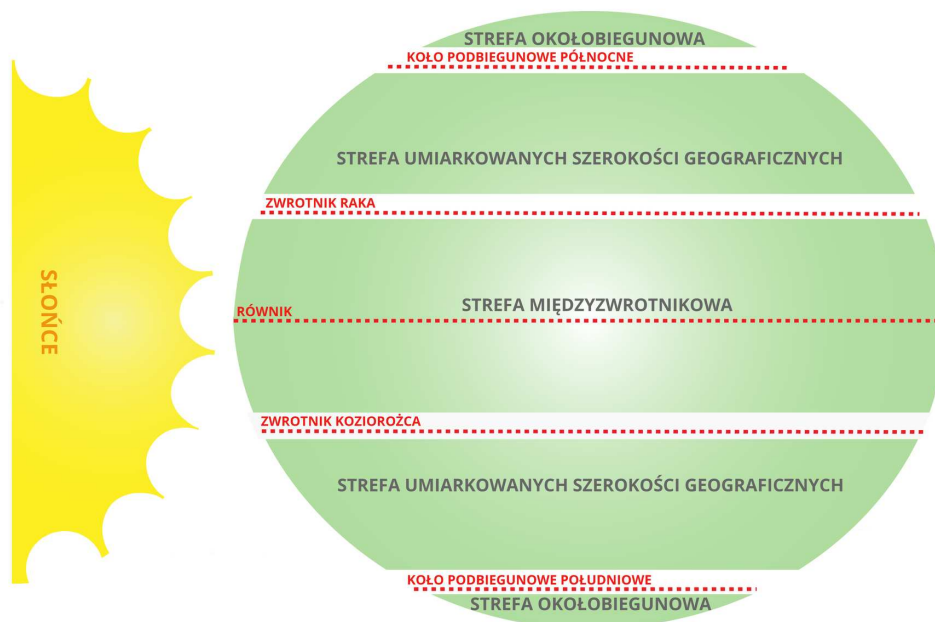 STREFA OKOŁOBIEGUNOWA
KOŁO PODBIEGUNOWE PÓŁNOCNE
STREFA UMIARKOWANYCH SZEROKOŚCI GEOGRAFICZNYCH
ZWROTNIK RAKA
SŁOŃCE
STREFA MIĘDZYZWROTNIKOWA
RÓWNIK
ZWROTNIK KOZIOROŻCA
STREFA UMIARKOWANYCH SZEROKOŚCI GEOGRAFICZNYCH
KOŁO PODBIEGUNOWE POŁUDNIOWE
STREFA OKOŁOBIEGUNOWA